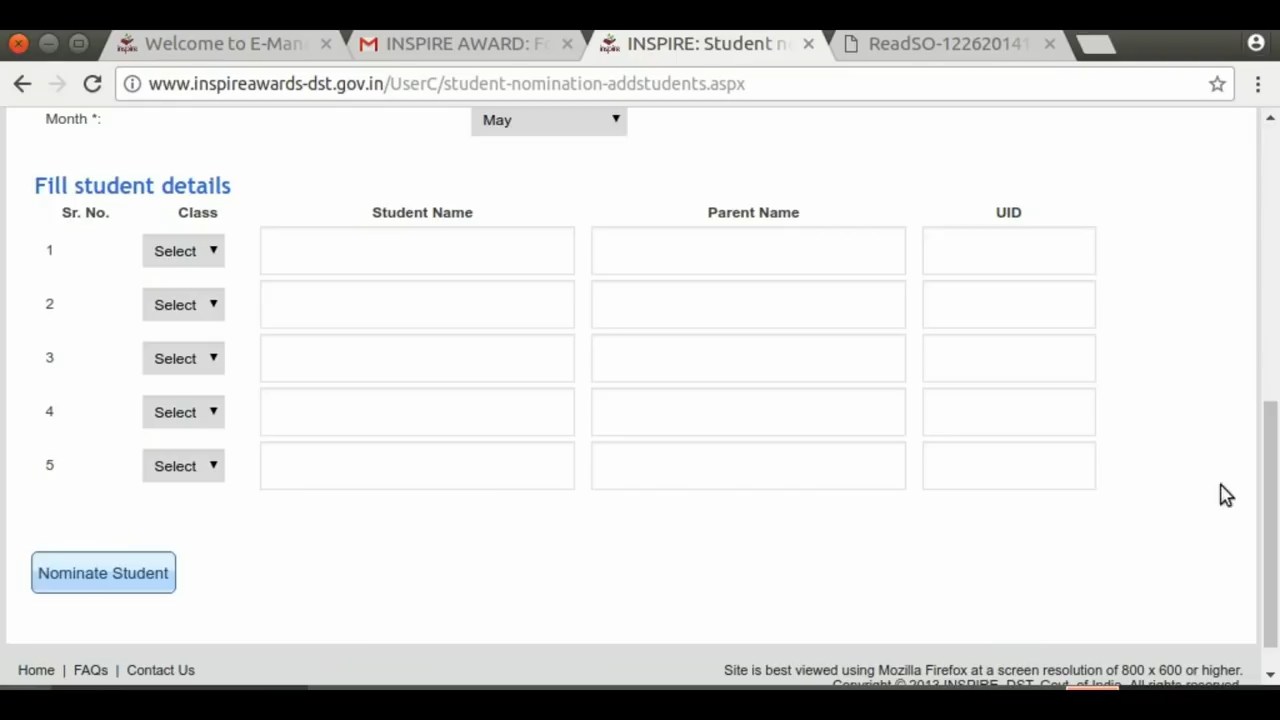 Welcome to E-Man
INSPIRE AWARD: Fo
INSPIRE: Student n
ReadSO-122620141
www.inspireawards-dst.gov.in/UserC/student-nomination-addstudents.aspx
Month *: May
Fill student details
Sr. No. Class Student Name Parent Name UID
1 Select
2 Select
3 Select
4 Select
5 Select
Nominate Student
Home | FAQs | Contact Us
Site is best viewed using Mozilla Firefox at a screen resolution of 800 x 600 or higher.
Copyright © 2013 INSPIRE, DST, Govt. of India. All rights reserved.